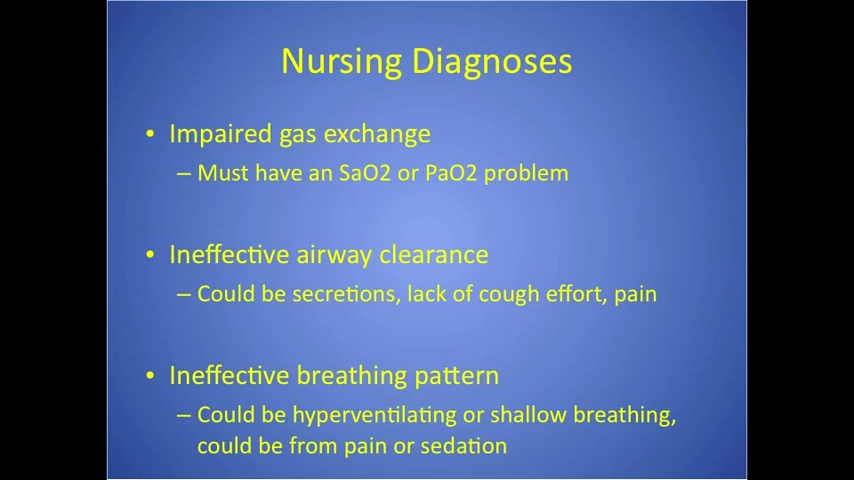 Nursing Diagnoses
• Impaired gas exchange
– Must have an SaO2 or PaO2 problem
• Ineffective airway clearance
– Could be secretions, lack of cough effort, pain
• Ineffective breathing pattern
– Could be hyperventilating or shallow breathing,
could be from pain or sedation